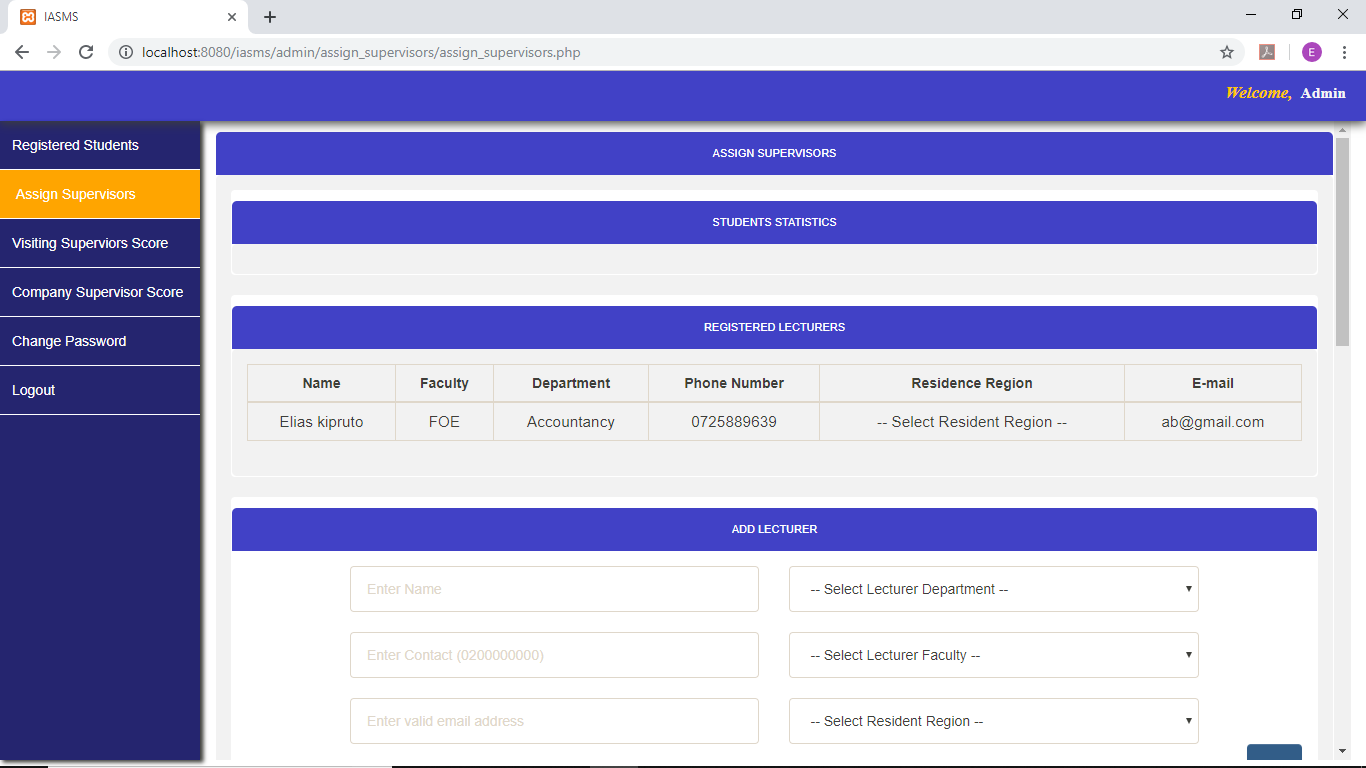 IASMS
localhost:8080/iasms/admin/assign_supervisors/assign_supervisors.php
E
Welcome, Admin
Registered Students
Assign Supervisors
Visiting Superviors Score
Company Supervisor Score
Change Password
Logout
ASSIGN SUPERVISORS
STUDENTS STATISTICS
REGISTERED LECTURERS
Name Faculty Department Phone Number Residence Region E-mail
Elias kipruto FOE Accountancy 0725889639 -- Select Resident Region -- ab@gmail.com
ADD LECTURER
Enter Name -- Select Lecturer Department --
Enter Contact (0200000000) -- Select Lecturer Faculty --
Enter valid email address -- Select Resident Region --